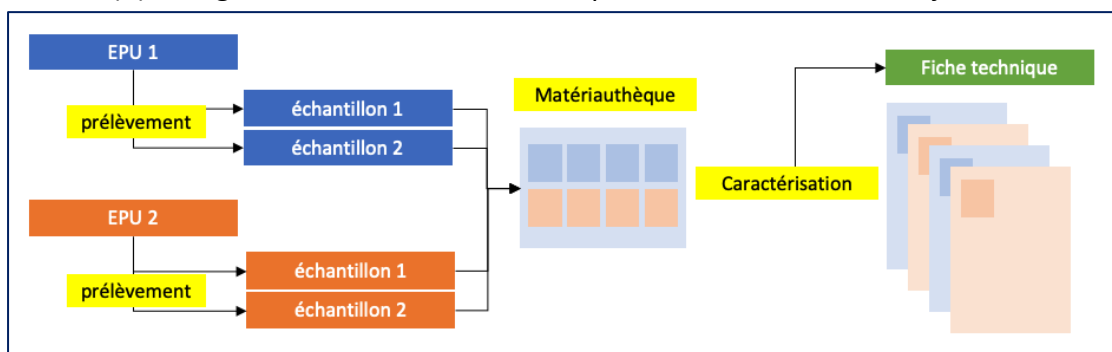 EPU 1
prélèvement
échantillon 1
échantillon 2
EPU 2
prélèvement
échantillon 1
échantillon 2
Matériauthèque
Caractérisation
Fiche technique